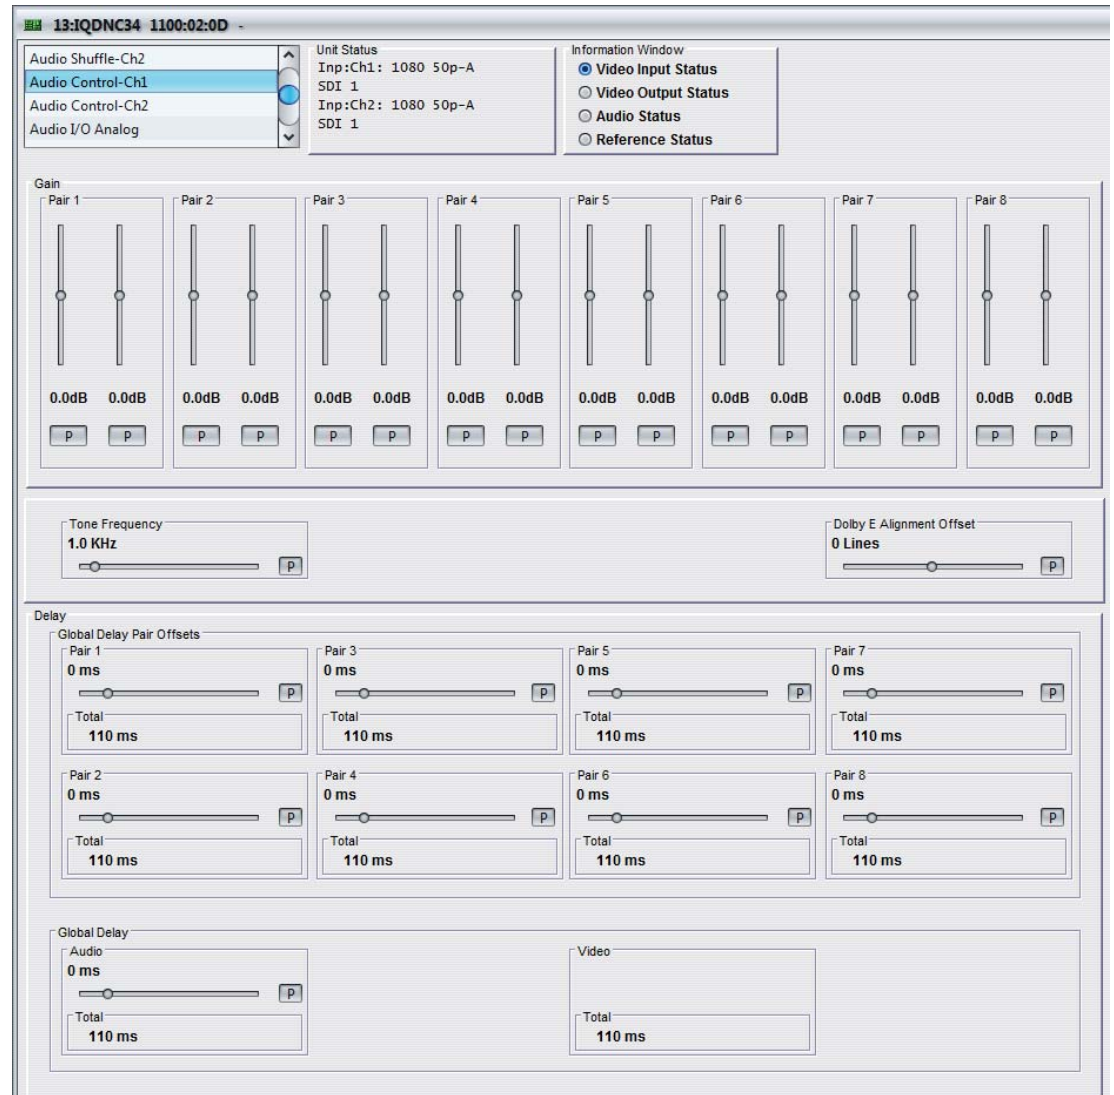 13:IQDNC34 1100:02:0D -
Audio Shuffle-Ch2
Audio Control-Ch1
Audio Control-Ch2
Audio I/O Analog
Unit Status
Inp:Ch1: 1080 50p-A
SDI 1
Inp:Ch2: 1080 50p-A
SDI 1
Information Window
Video Input Status
Video Output Status
Audio Status
Reference Status
Gain
Pair 1 Pair 2 Pair 3 Pair 4 Pair 5 Pair 6 Pair 7 Pair 8
0.0dB 0.0dB 0.0dB 0.0dB 0.0dB 0.0dB 0.0dB 0.0dB 0.0dB 0.0dB 0.0dB 0.0dB 0.0dB 0.0dB 0.0dB 0.0dB
P P P P P P P P P P P P P P P P
Tone Frequency Dolby E Alignment Offset
1.0 KHz 0 Lines
P P
Delay
Global Delay Pair Offsets
Pair 1 Pair 3 Pair 5 Pair 7
0 ms 0 ms 0 ms 0 ms
P P P P
Total Total Total Total
110 ms 110 ms 110 ms 110 ms
Pair 2 Pair 4 Pair 6 Pair 8
0 ms 0 ms 0 ms 0 ms
P P P P
Total Total Total Total
110 ms 110 ms 110 ms 110 ms
Global Delay
Audio Video
0 ms
P
Total Total
110 ms 110 ms